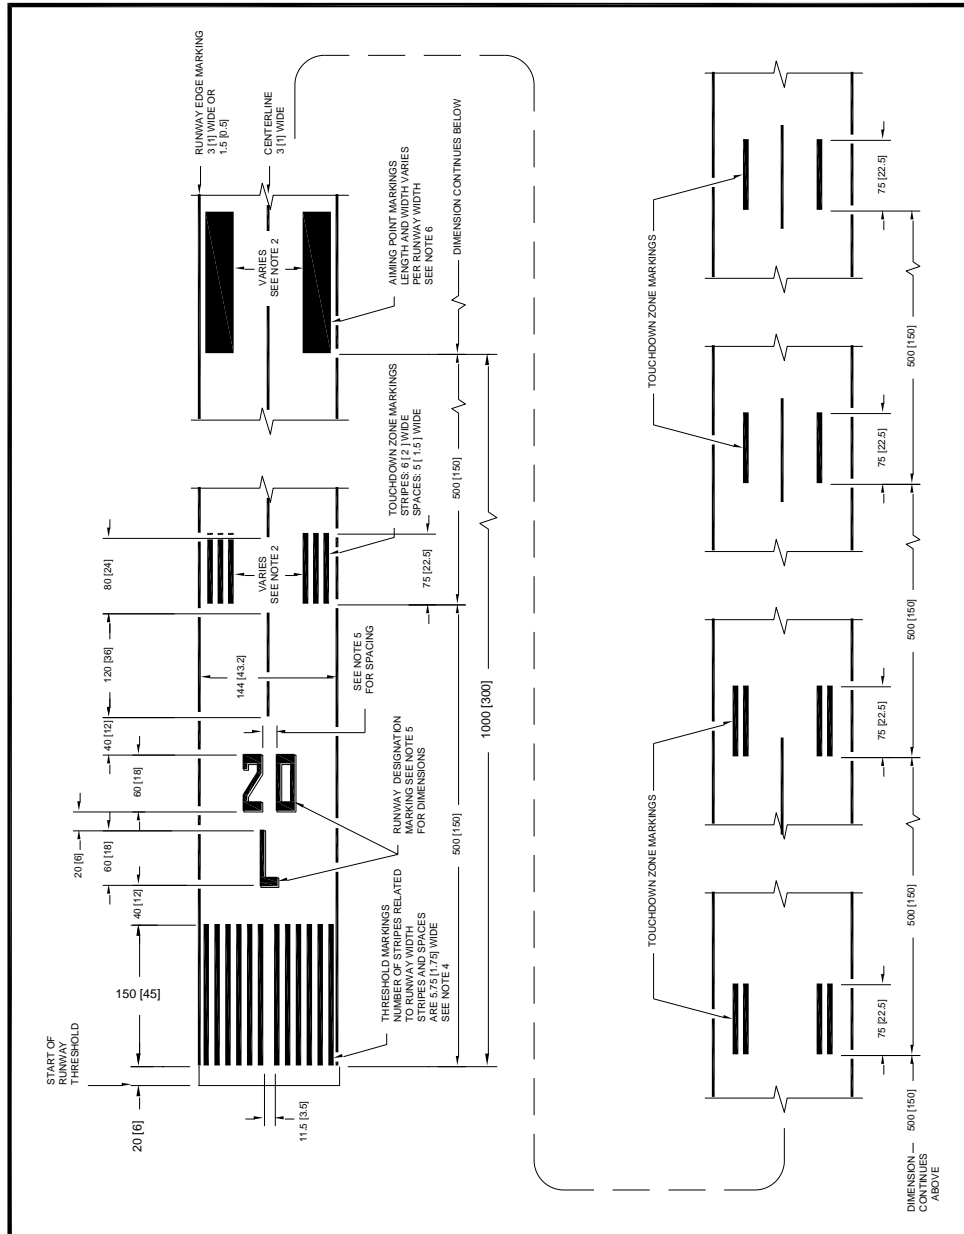 RUNWAY EDGE MARKING
3 [1] WIDE OR
1.5 [0.5]
CENTERLINE
3 [1] WIDE
VARIES
SEE NOTE 2
AIMING POINT MARKINGS
LENGTH AND WIDTH VARIES
PER RUNWAY WIDTH
SEE NOTE 6
DIMENSION CONTINUES BELOW
80 [24]
VARIES
SEE NOTE 2
TOUCHDOWN ZONE MARKINGS
STRIPES: 6 [ 2 ] WIDE
SPACES: 5 [ 1.5 ] WIDE
75 [22.5]
500 [150]
120 [36]
144 [43.2]
SEE NOTE 5
FOR SPACING
1000 [300]
40 [12]
60 [18]
20 [6]
60 [18]
40 [12]
20
L
RUNWAY DESIGNATION
MARKING SEE NOTE 5
FOR DIMENSIONS
500 [150]
150 [45]
THRESHOLD MARKINGS
NUMBER OF STRIPES RELATED
TO RUNWAY WIDTH
STRIPES AND SPACES
ARE 5.75 [1.75] WIDE
SEE NOTE 4
START OF
RUNWAY
THRESHOLD
20 [6]
11.5 [3.5]
TOUCHDOWN ZONE MARKINGS
75 [22.5]
500 [150]
75 [22.5]
500 [150]
TOUCHDOWN ZONE MARKINGS
75 [22.5]
500 [150]
75 [22.5]
500 [150]
DIMENSION
CONTINUES
ABOVE